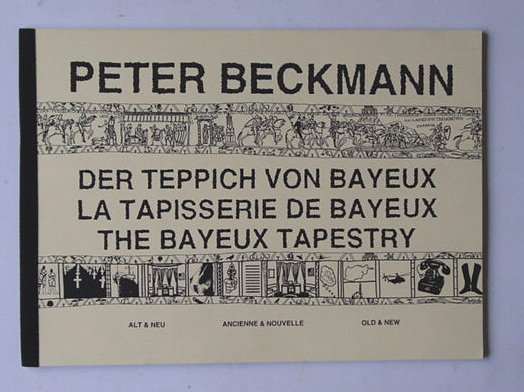 PETER BECKMANN
DER TEPPICH VON BAYEUX
LA TAPISSERIE DE BAYEUX
THE BAYEUX TAPESTRY
ALT & NEU ANCIENNE & NOUVELLE OLD & NEW